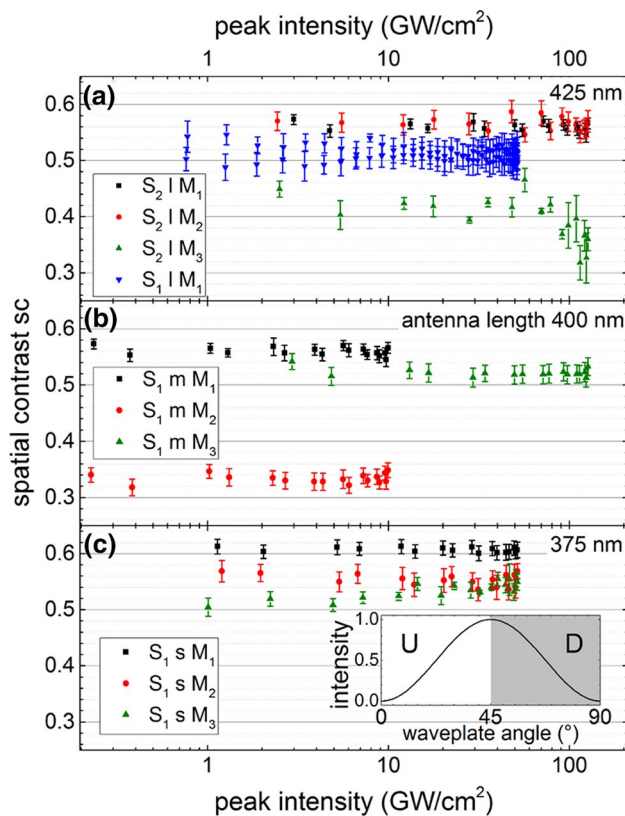 peak intensity (GW/cm²)
1 10 100
(a) 425 nm
0.6
0.5
0.4
0.3
S₂ l M₁
S₂ l M₂
S₂ l M₃
S₁ l M₁
spatial contrast sc
(b) antenna length 400 nm
0.6
0.5
0.4
0.3
S₁ m M₁
S₁ m M₂
S₁ m M₃
(c) 375 nm
0.6
0.5
0.4
0.3
S₁ s M₁
S₁ s M₂
S₁ s M₃
intensity
1.0
0.5
0.0
U D
0 45 90
waveplate angle (°)
1 10 100
peak intensity (GW/cm²)